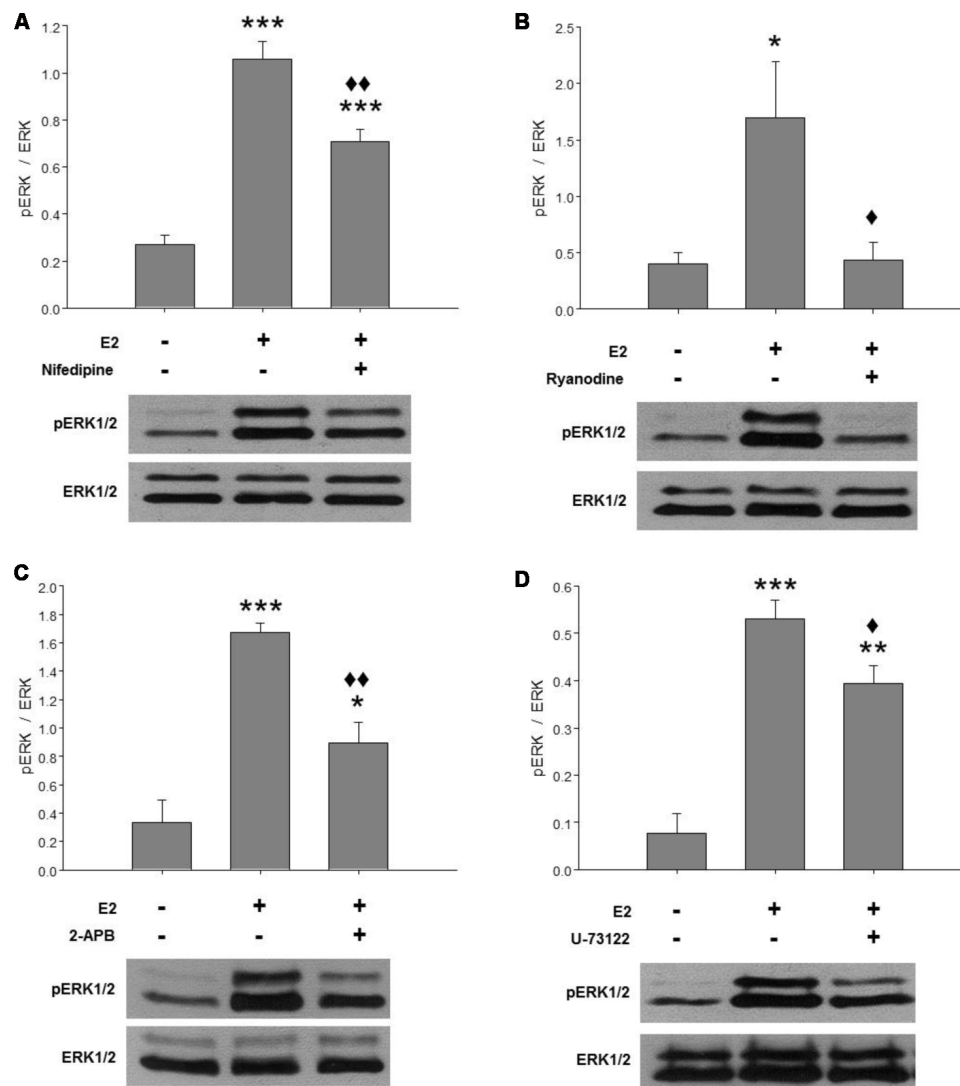 A
1.2
1.0
0.8
0.6
0.4
0.2
0.0
pERK / ERK
***
♦♦
***
E2 - + +
Nifedipine - - +
pERK1/2
ERK1/2
B
2.5
2.0
1.5
1.0
0.5
0.0
pERK / ERK
*
♦
E2 - + +
Ryanodine - - +
pERK1/2
ERK1/2
C
2.0
1.8
1.6
1.4
1.2
1.0
0.8
0.6
0.4
0.2
0.0
pERK / ERK
***
♦♦
*
E2 - + +
2-APB - - +
pERK1/2
ERK1/2
D
0.6
0.5
0.4
0.3
0.2
0.1
0.0
pERK / ERK
***
♦
**
E2 - + +
U-73122 - - +
pERK1/2
ERK1/2